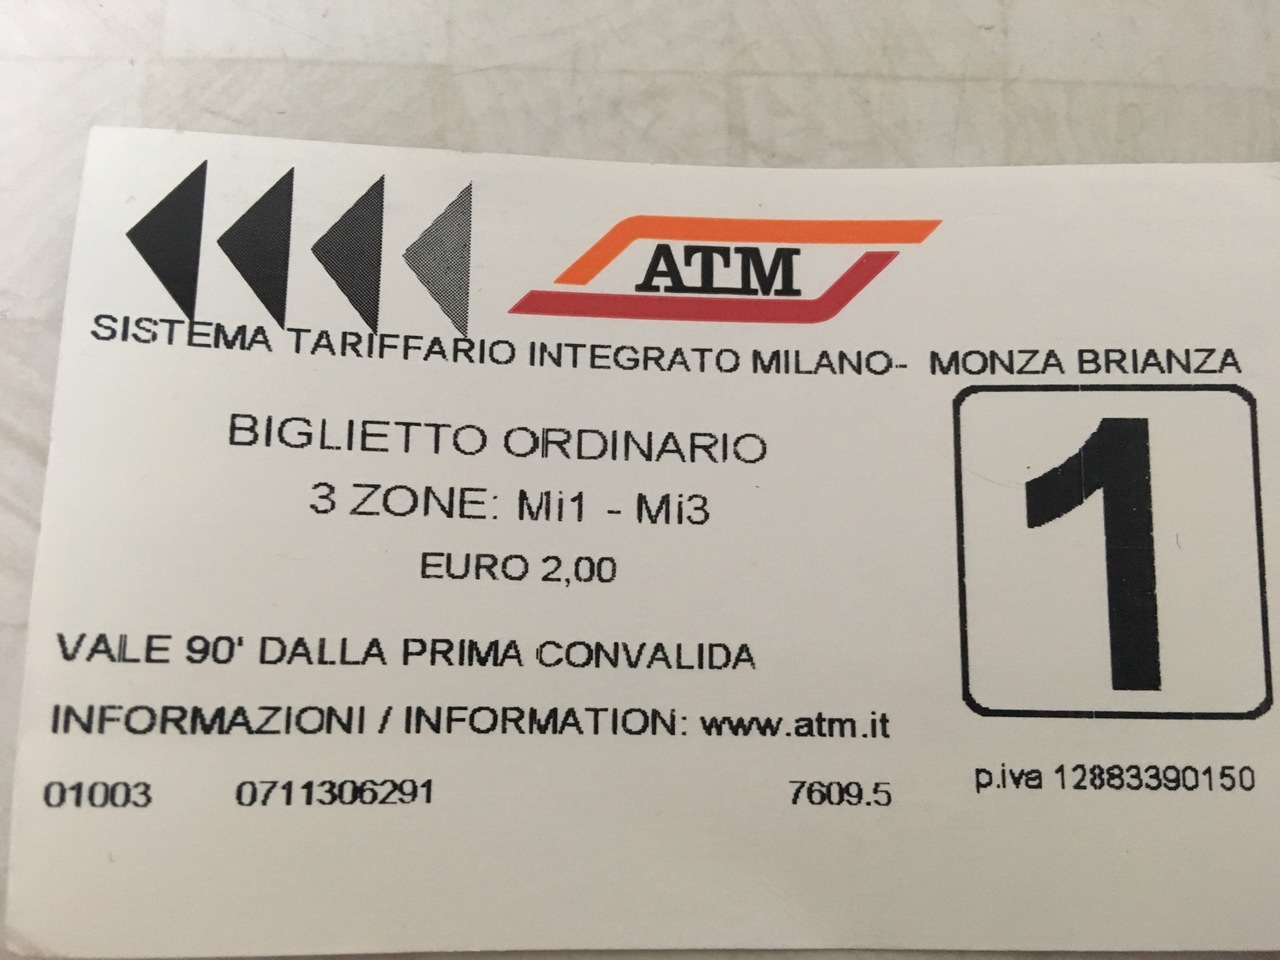 ATM
SISTEMA TARIFFARIO INTEGRATO MILANO- MONZA BRIANZA
BIGLIETTO ORDINARIO
3 ZONE: Mi1 - Mi3
EURO 2,00
1
VALE 90' DALLA PRIMA CONVALIDA
INFORMAZIONI / INFORMATION: www.atm.it
01003 0711306291 7609.5 p.iva 12883390150